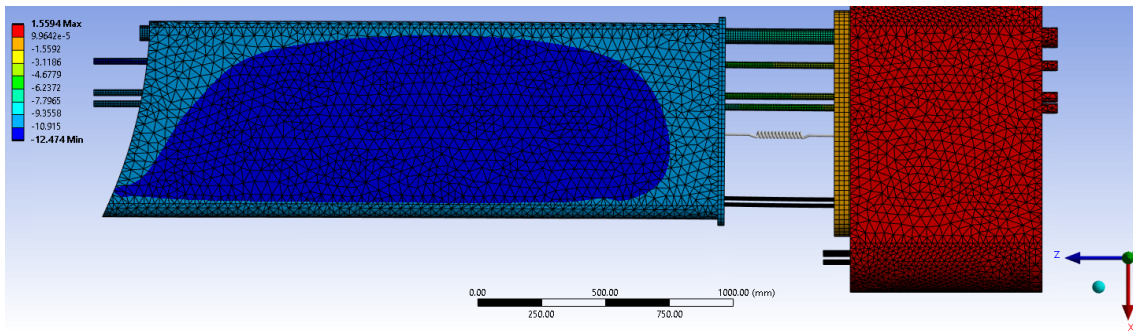 1.5594 Max
9.9642e-5
-1.5592
-3.1186
-4.6779
-6.2372
-7.7965
-9.3558
-10.915
-12.474 Min
0.00 500.00 1000.00 (mm)
250.00 750.00
Z
X